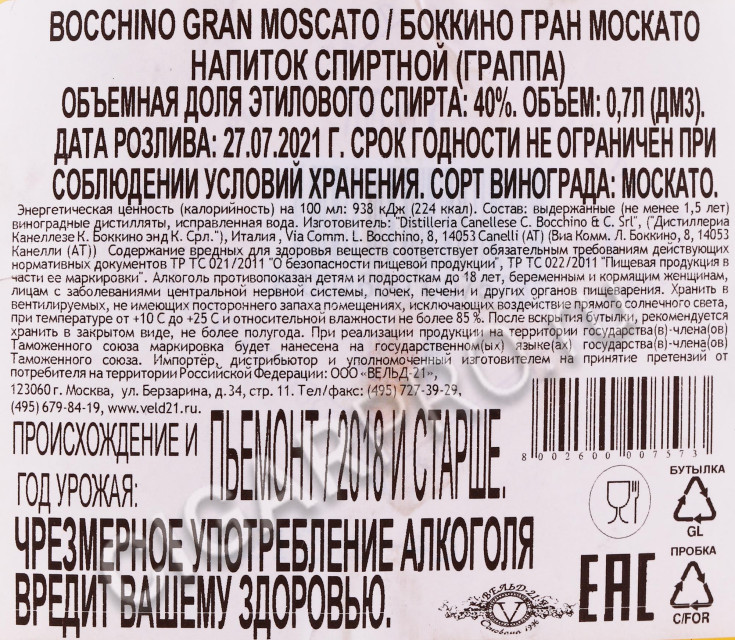 BOCCHINO GRAN MOSCATO / БОККИНО ГРАН МОСКАТО
НАПИТОК СПИРТНОЙ (ГРАППА)
ОБЪЕМНАЯ ДОЛЯ ЭТИЛОВОГО СПИРТА: 40%. ОБЪЕМ: 0,7Л (ДМ3).
ДАТА РОЗЛИВА: 27.07.2021 Г. СРОК ГОДНОСТИ НЕ ОГРАНИЧЕН ПРИ
СОБЛЮДЕНИИ УСЛОВИЙ ХРАНЕНИЯ. СОРТ ВИНОГРАДА: МОСКАТО.
Энергетическая ценность (калорийность) на 100 мл: 938 кДж (224 ккал). Состав: выдержанные (не менее 1,5 лет)
виноградные дистилляты, исправленная вода. Изготовитель: "Distilleria Canellese C. Bocchino & C. Srl", ("Дистиллериа
Канеллезе К. Боккино энд К. Срл."), Италия , Via Comm. L. Bocchino, 8, 14053 Canelli (AT) (Виа Комм. Л. Боккино, 8, 14053
Канелли (АТ)) Содержание вредных для здоровья веществ соответствует обязательным требованиям действующих
нормативных документов ТР ТС 021/2011 "О безопасности пищевой продукции", ТР ТС 022/2011 "Пищевая продукция в
части ее маркировки". Алкоголь противопоказан детям и подросткам до 18 лет, беременным и кормящим женщинам,
лицам с заболеваниями центральной нервной системы, почек, печени и других органов пищеварения. Хранить в
вентилируемых, не имеющих постороннего запаха помещениях, исключающих воздействие прямого солнечного света,
при температуре от +10 С до +25 С и относительной влажности не более 85 %. После вскрытия бутылки, рекомендуется
хранить в закрытом виде, не более полугода. При реализации продукции на территории государства(в)-члена(ов)
Таможенного союза маркировка будет нанесена на государственном(ых) языке(ах) государства(в)-члена(ов)
Таможенного союза. Импортёр, дистрибьютор и уполномоченный изготовителем на принятие претензий от
потребителя на территории Российской Федерации: ООО «ВЕЛЬД-21»,
123060 г. Москва, ул. Берзарина, д.34, стр. 11. Тел/факс: (495) 727-39-29,
(495) 679-84-19, www.veld21.ru.
ПРОИСХОЖДЕНИЕ И
ГОД УРОЖАЯ:
ПЬЕМОНТ / 2018 И СТАРШЕ.
8 002600 007573
ЧРЕЗМЕРНОЕ УПОТРЕБЛЕНИЕ АЛКОГОЛЯ
ВРЕДИТ ВАШЕМУ ЗДОРОВЬЮ.
ВЕЛЬД-21
V
Основана 1996
EAC
БУТЫЛКА
GL
ПРОБКА
C/FOR
CIGARPRO.RU